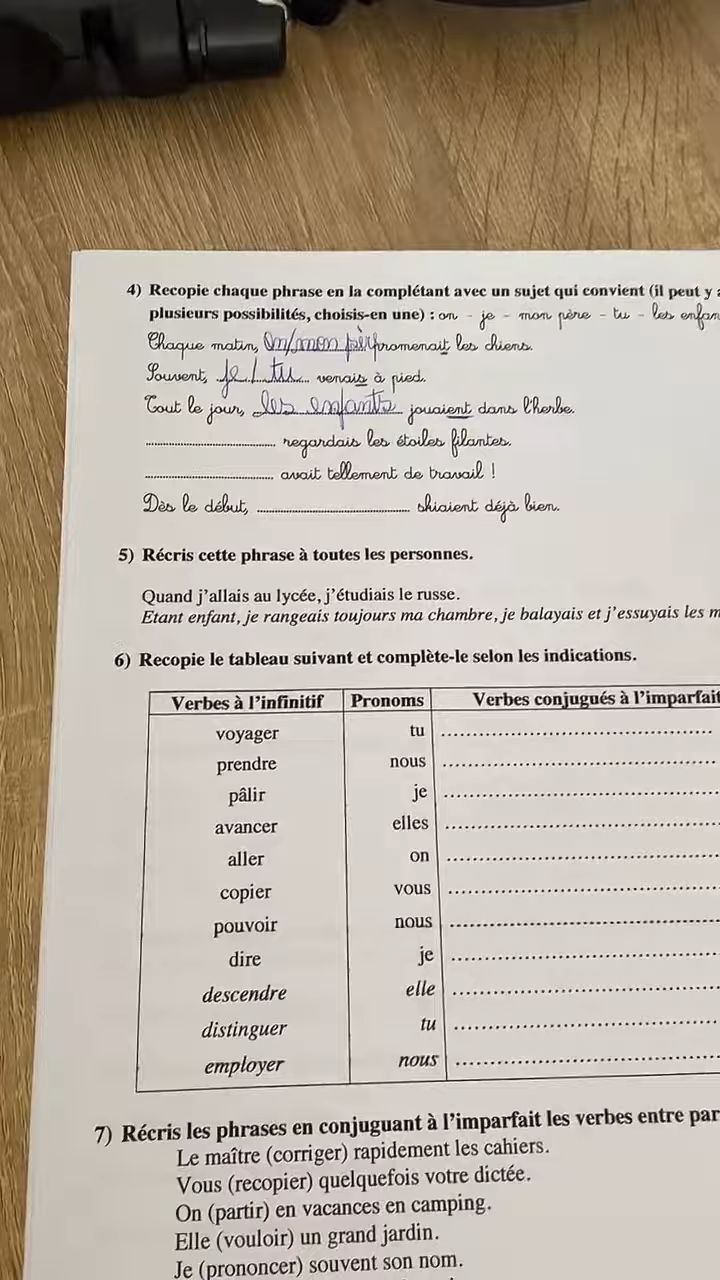 4) Recopie chaque phrase en la complétant avec un sujet qui convient (il peut y
plusieurs possibilités, choisis-en une) : on - je - mon père - tu - les enfan
Chaque matin, On/mon pèr promenait les chiens.
Souvent, je / tu venais à pied.
Tout le jour, les enfants jouaient dans l'herbe.
.............................. regardais les étoiles filantes.
.............................. avait tellement de travail !
Dès le début, .............................. skiaient déjà bien.
5) Récris cette phrase à toutes les personnes.
Quand j'allais au lycée, j'étudiais le russe.
Etant enfant, je rangeais toujours ma chambre, je balayais et j'essuyais les m
6) Recopie le tableau suivant et complète-le selon les indications.
Verbes à l'infinitif Pronoms Verbes conjugués à l'imparfait
voyager tu ..............................
prendre nous ..............................
pâlir je ..............................
avancer elles ..............................
aller on ..............................
copier vous ..............................
pouvoir nous ..............................
dire je ..............................
descendre elle ..............................
distinguer tu ..............................
employer nous ..............................
7) Récris les phrases en conjuguant à l'imparfait les verbes entre par
Le maître (corriger) rapidement les cahiers.
Vous (recopier) quelquefois votre dictée.
On (partir) en vacances en camping.
Elle (vouloir) un grand jardin.
Je (prononcer) souvent son nom.